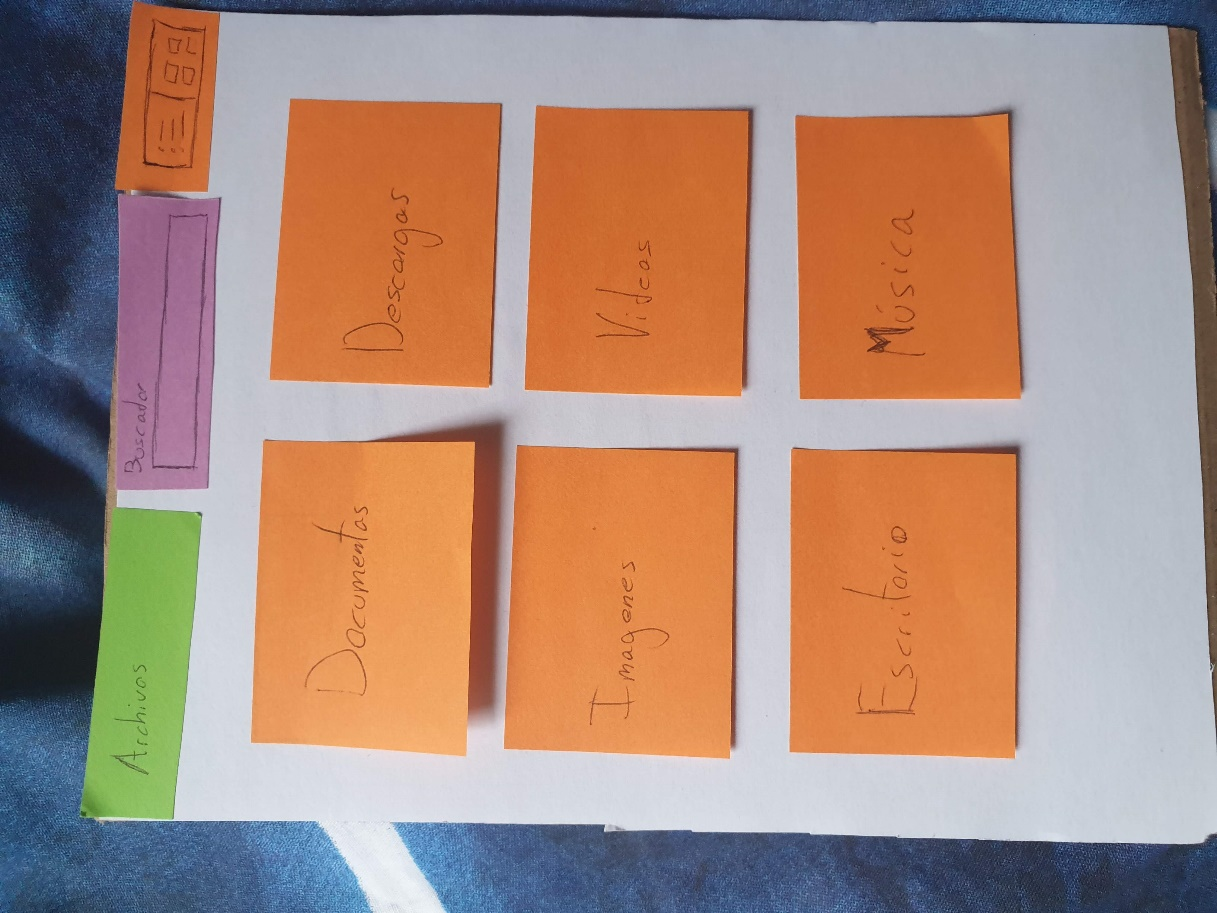 Archivos
Buscador
Documentos
Descargas
Imagenes
Videos
Música
Escritorio